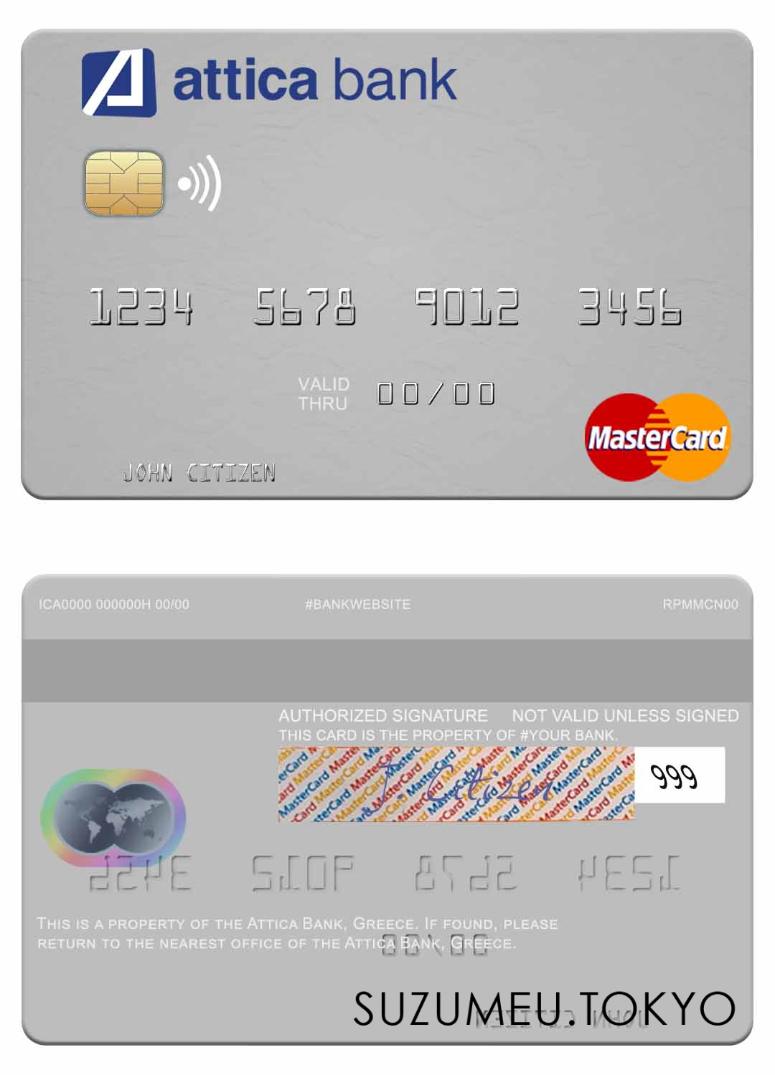 attica bank
1234 5678 9012 3456
VALID THRU 00/00
MasterCard
JOHN CITIZEN
ICA0000 000000H 00/00 #BANKWEBSITE RPMMCN00
AUTHORIZED SIGNATURE NOT VALID UNLESS SIGNED
THIS CARD IS THE PROPERTY OF #YOUR BANK.
J Citizen 999
THIS IS A PROPERTY OF THE ATTICA BANK, GREECE. IF FOUND, PLEASE
RETURN TO THE NEAREST OFFICE OF THE ATTICA BANK, GREECE.
SUZUMEU.TOKYO